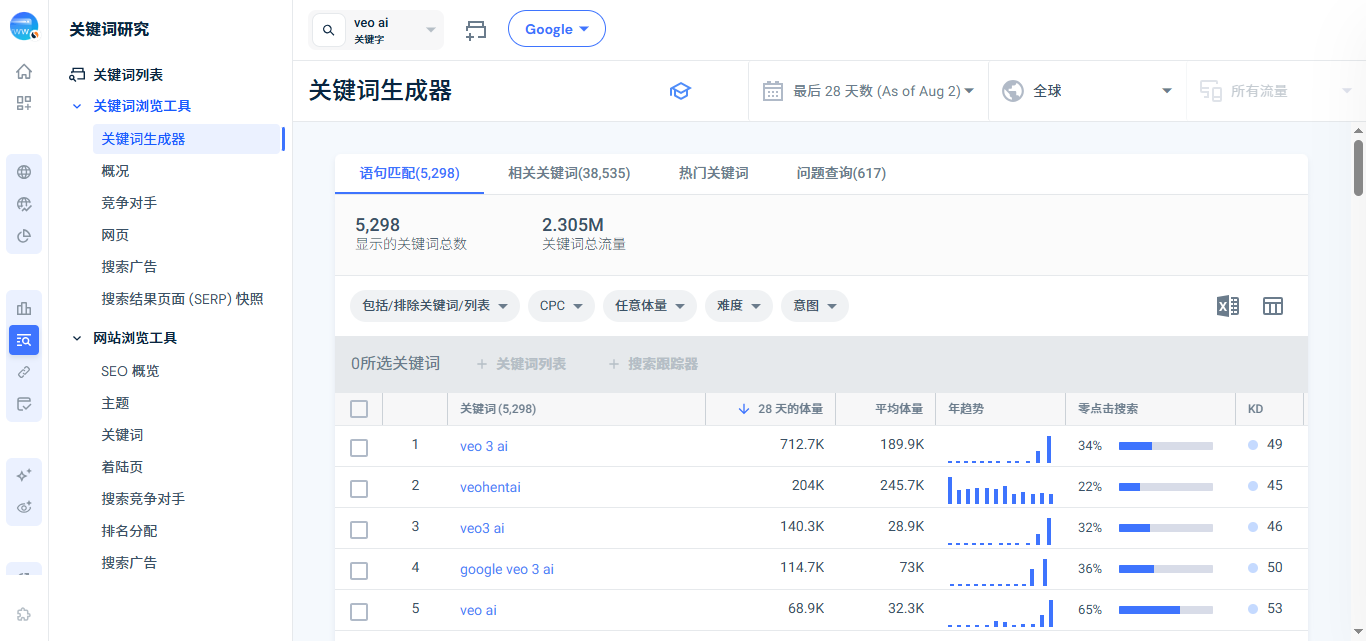 关键词研究
关键词列表
关键词浏览工具
关键词生成器
概况
竞争对手
网页
搜索广告
搜索结果页面 (SERP) 快照
网站浏览工具
SEO 概览
主题
关键词
着陆页
搜索竞争对手
排名分配
搜索广告
veo ai
关键字
Google
关键词生成器
最后 28 天数 (As of Aug 2)
全球
所有流量
语句匹配(5,298)
相关关键词(38,535)
热门关键词
问题查询(617)
5,298
显示的关键词总数
2.305M
关键词总流量
包括/排除关键词/列表
CPC
任意体量
难度
意图
0所选关键词
+ 关键词列表
+ 搜索跟踪器
关键词 (5,298) 28 天的体量 平均体量 年趋势 零点击搜索 KD
1 veo 3 ai 712.7K 189.9K 34% 49
2 veohentai 204K 245.7K 22% 45
3 veo3 ai 140.3K 28.9K 32% 46
4 google veo 3 ai 114.7K 73K 36% 50
5 veo ai 68.9K 32.3K 65% 53